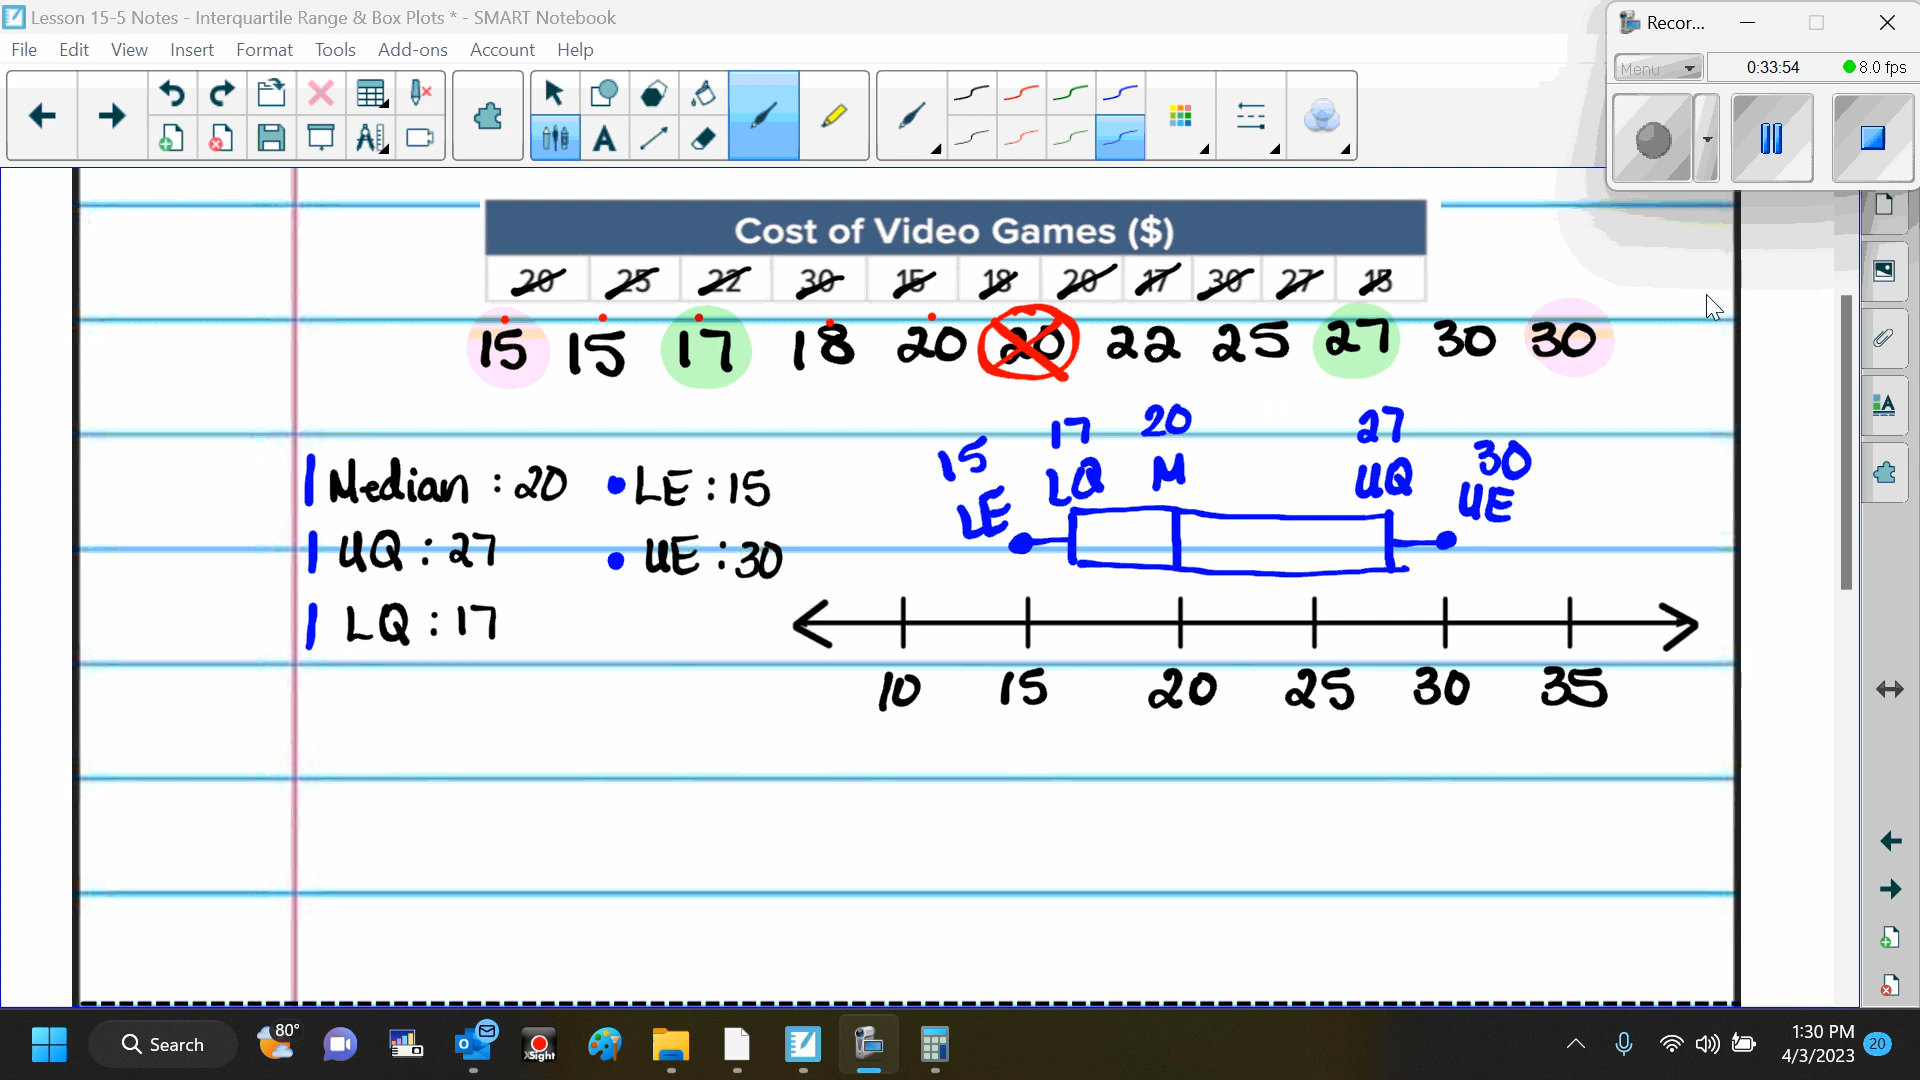 Lesson 15-5 Notes - Interquartile Range & Box Plots * - SMART Notebook
Recor...
File Edit View Insert Format Tools Add-ons Account Help
Menu 0:33:54 8.0 fps
A
Cost of Video Games ($)
20 25 22 30 15 18 20 17 30 27 15
15 15 17 18 20 20 22 25 27 30 30
15 17 20 27 30
LE LQ M UQ UE
Median : 20 LE : 15
UQ : 27 UE : 30
LQ : 17
10 15 20 25 30 35
80°
Search
XSight
1:30 PM
4/3/2023
20